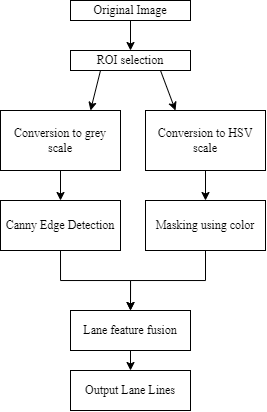 Original Image
ROI selection
Conversion to grey
scale
Conversion to HSV
scale
Canny Edge Detection
Masking using color
Lane feature fusion
Output Lane Lines